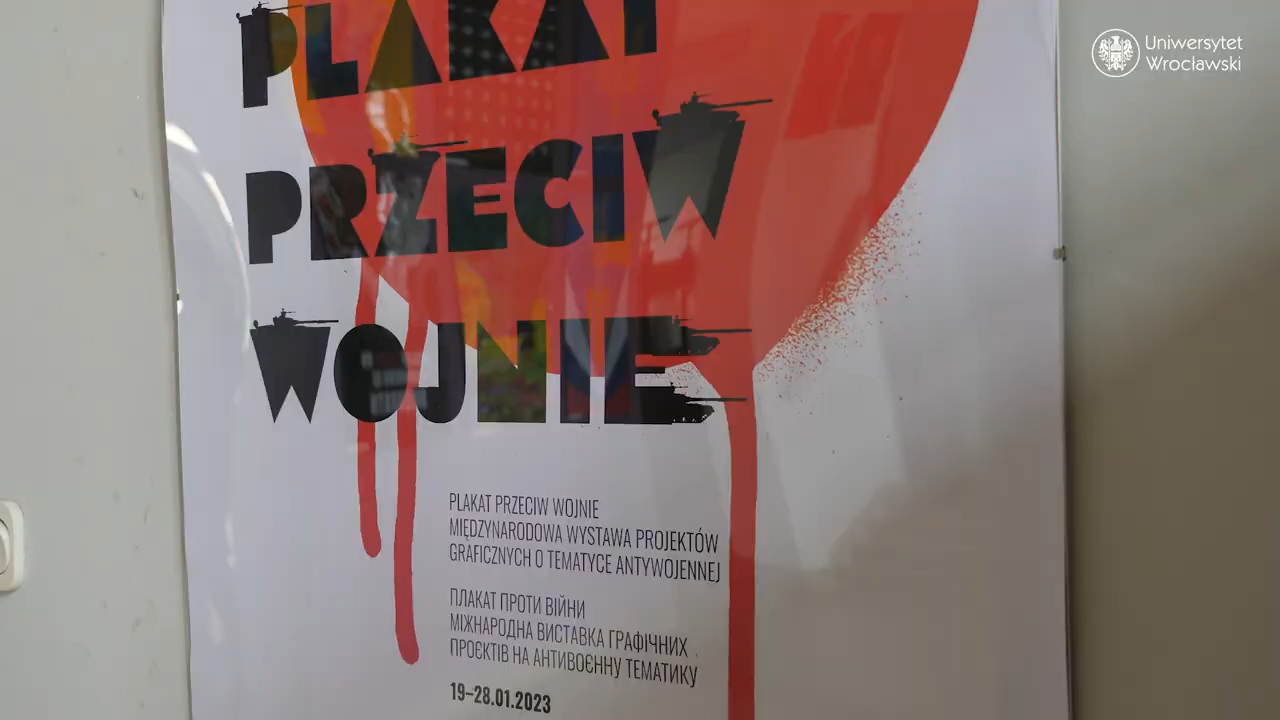 Uniwersytet
Wrocławski
PLAKAT
PRZECIW
WOJNIE
PLAKAT PRZECIW WOJNIE
MIĘDZYNARODOWA WYSTAWA PROJEKTÓW
GRAFICZNYCH O TEMATYCE ANTYWOJENNEJ
ПЛАКАТ ПРОТИ ВІЙНИ
МІЖНАРОДНА ВИСТАВКА ГРАФІЧНИХ
ПРОЄКТІВ НА АНТИВОЄННУ ТЕМАТИКУ
19–28.01.2023